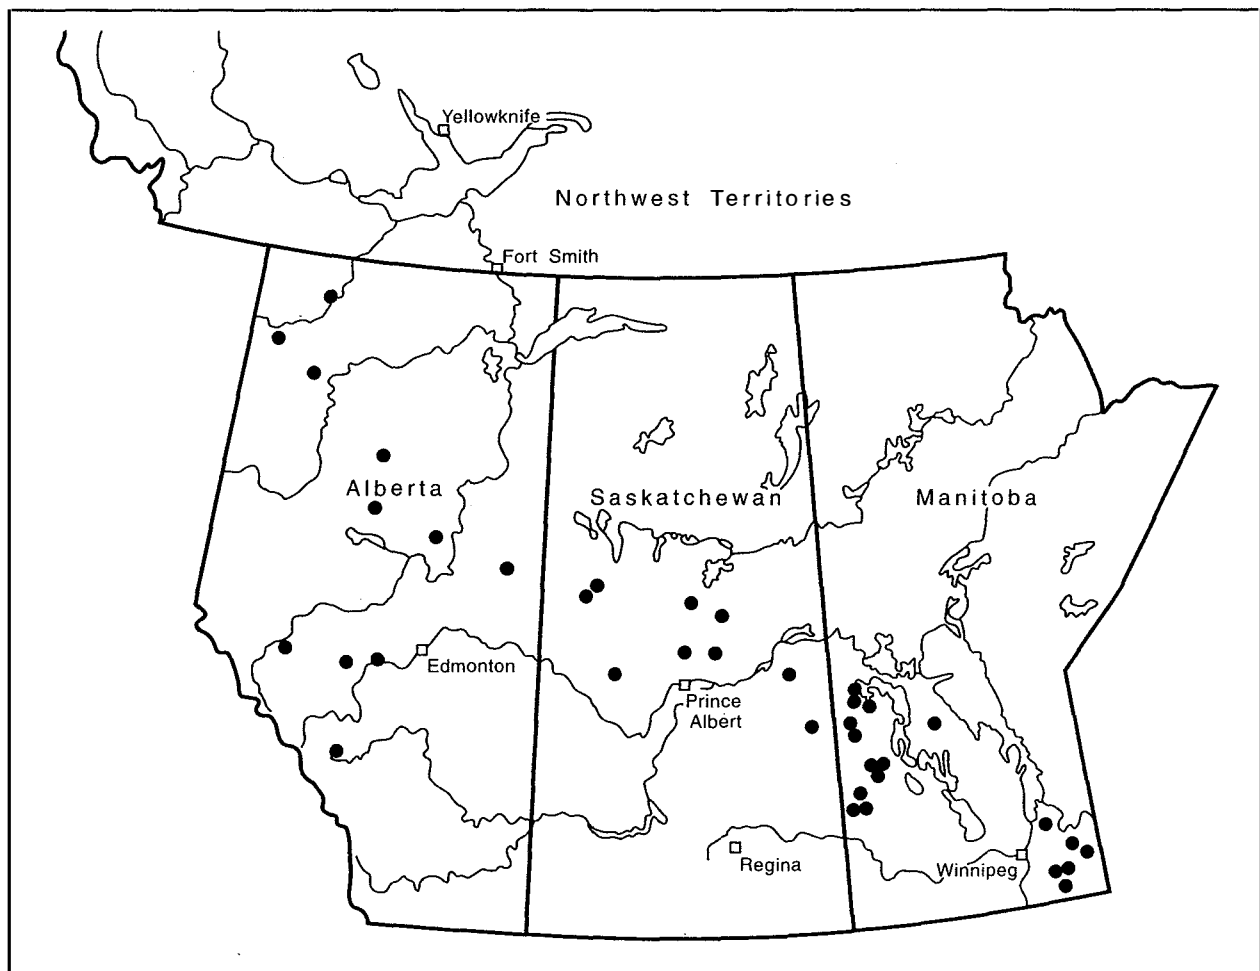 Yellowknife
Northwest Territories
Fort Smith
Alberta
Saskatchewan
Manitoba
Edmonton
Prince
Albert
Regina
Winnipeg